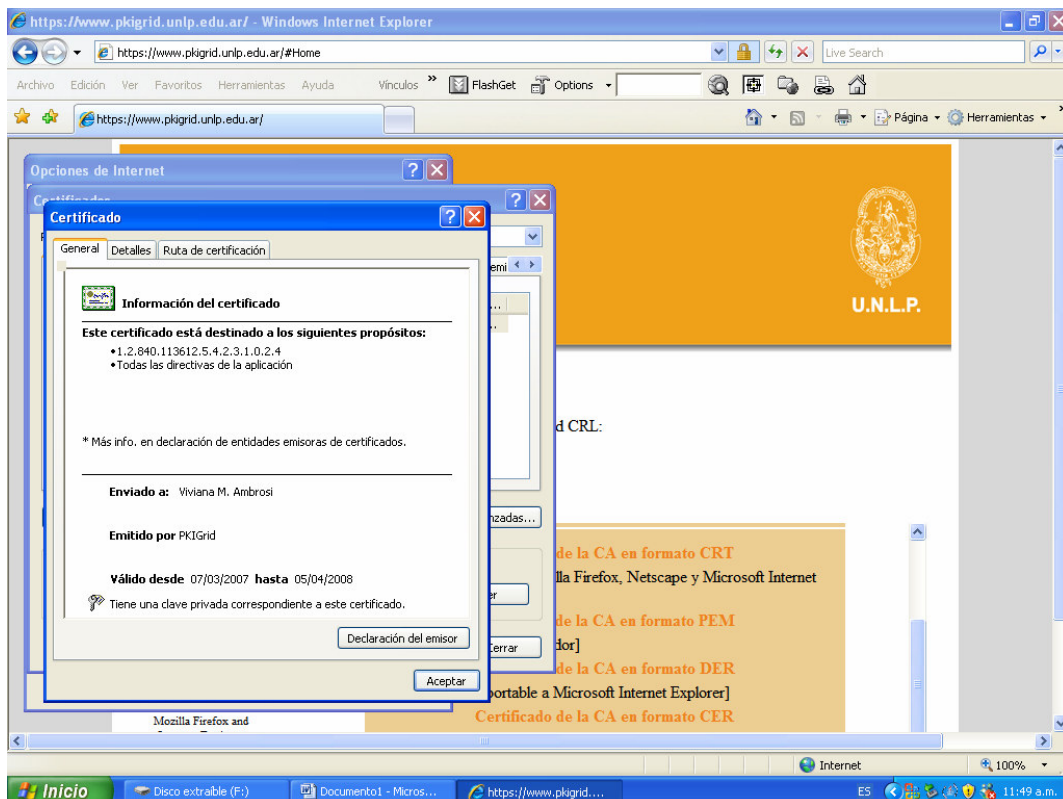 https://www.pkigrid.unlp.edu.ar/ - Windows Internet Explorer
https://www.pkigrid.unlp.edu.ar/#Home
Live Search
Archivo Edición Ver Favoritos Herramientas Ayuda Vínculos » FlashGet Options
https://www.pkigrid.unlp.edu.ar/
Página Herramientas
Opciones de Internet
Certificado
General Detalles Ruta de certificación
emi
Información del certificado
Este certificado está destinado a los siguientes propósitos:
•1.2.840.113612.5.4.2.3.1.0.2.4
•Todas las directivas de la aplicación
U.N.L.P.
d CRL:
* Más info. en declaración de entidades emisoras de certificados.
Enviado a: Viviana M. Ambrosi
nzadas...
Emitido por PKIGrid
de la CA en formato CRT
lla Firefox, Netscape y Microsoft Internet
Válido desde 07/03/2007 hasta 05/04/2008
er
Tiene una clave privada correspondiente a este certificado.
de la CA en formato PEM
Declaración del emisor
Cerrar
dor]
de la CA en formato DER
Aceptar
portable a Microsoft Internet Explorer]
Mozilla Firefox and
Certificado de la CA en formato CER
Internet
100%
Inicio
Disco extraíble (F:)
Documento1 - Micros...
https://www.pkigrid....
ES
11:49 a.m.